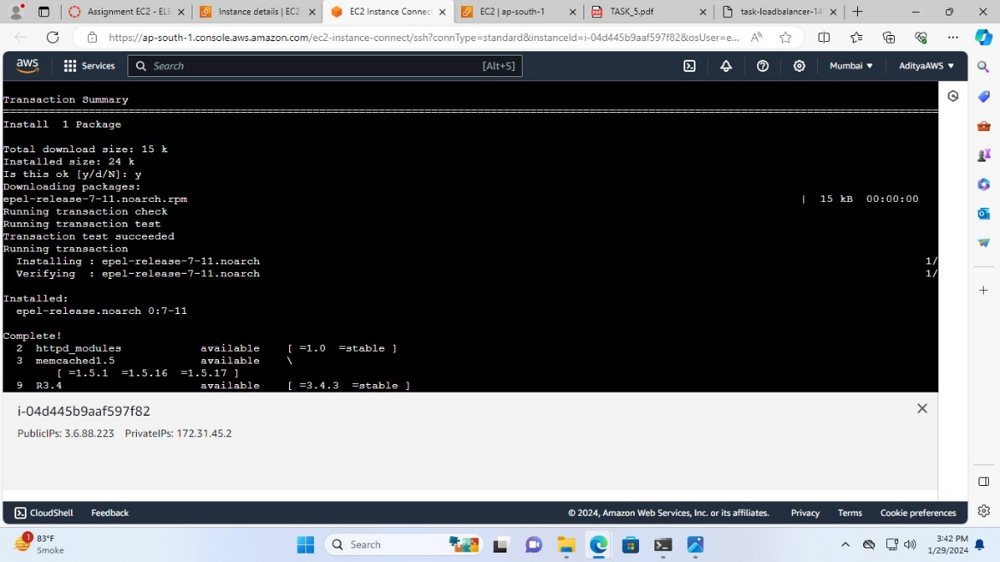 Assignment EC2 - ELE
Instance details | EC2
EC2 Instance Connect
EC2 | ap-south-1
TASK_5.pdf
task-loadbalancer-14
https://ap-south-1.console.aws.amazon.com/ec2-instance-connect/ssh?connType=standard&instanceId=i-04d445b9aaf597f82&osUser=e...
aws
Services
Search
[Alt+S]
Mumbai
AdityaAWS
Transaction Summary
================================================================================
Install  1 Package
Total download size: 15 k
Installed size: 24 k
Is this ok [y/d/N]: y
Downloading packages:
epel-release-7-11.noarch.rpm | 15 kB 00:00:00
Running transaction check
Running transaction test
Transaction test succeeded
Running transaction
Installing : epel-release-7-11.noarch 1/
Verifying  : epel-release-7-11.noarch 1/
Installed:
epel-release.noarch 0:7-11
Complete!
2 httpd_modules available [ =1.0 =stable ]
3 memcached1.5 available \
[ =1.5.1 =1.5.16 =1.5.17 ]
9 R3.4 available [ =3.4.3 =stable ]
i-04d445b9aaf597f82
PublicIPs: 3.6.88.223 PrivateIPs: 172.31.45.2
CloudShell
Feedback
© 2024, Amazon Web Services, Inc. or its affiliates.
Privacy
Terms
Cookie preferences
1
83°F
Smoke
Search
3:42 PM
1/29/2024